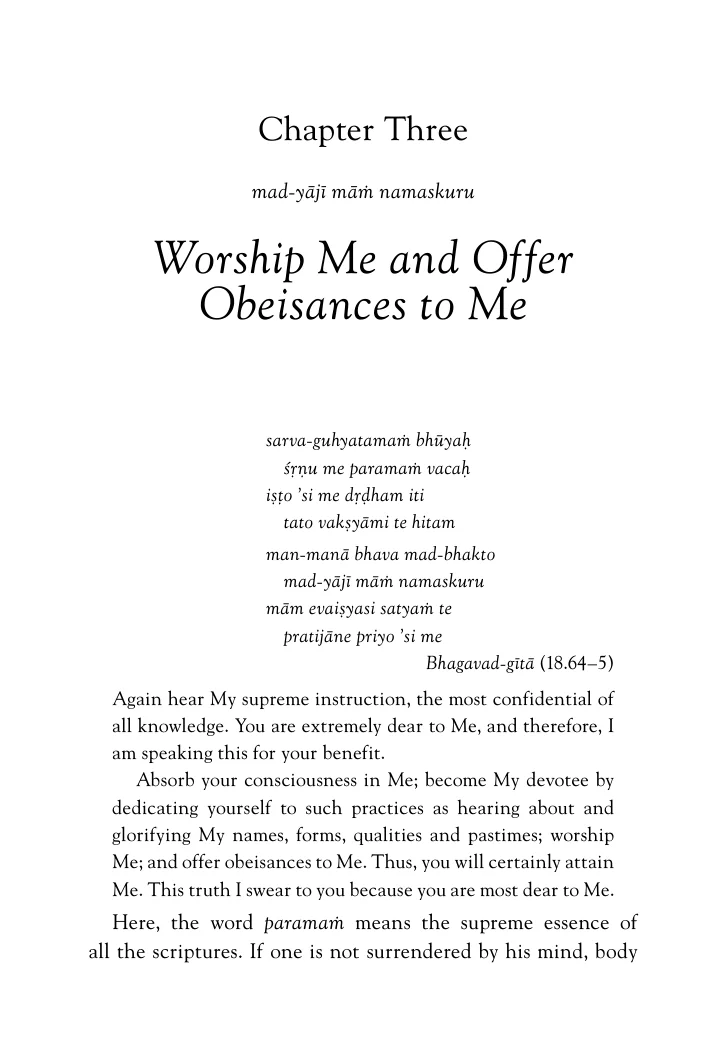 Chapter Three
mad-yājī māṁ namaskuru
Worship Me and Offer
Obeisances to Me
sarva-guhyatamaṁ bhūyaḥ
śṛṇu me paramaṁ vacaḥ
iṣṭo ’si me dṛḍham iti
tato vakṣyāmi te hitam
man-manā bhava mad-bhakto
mad-yājī māṁ namaskuru
mām evaiṣyasi satyaṁ te
pratijāne priyo ’si me
Bhagavad-gītā (18.64–5)
Again hear My supreme instruction, the most confidential of
all knowledge. You are extremely dear to Me, and therefore, I
am speaking this for your benefit.
Absorb your consciousness in Me; become My devotee by
dedicating yourself to such practices as hearing about and
glorifying My names, forms, qualities and pastimes; worship
Me; and offer obeisances to Me. Thus, you will certainly attain
Me. This truth I swear to you because you are most dear to Me.
Here, the word paramaṁ means the supreme essence of
all the scriptures. If one is not surrendered by his mind, body